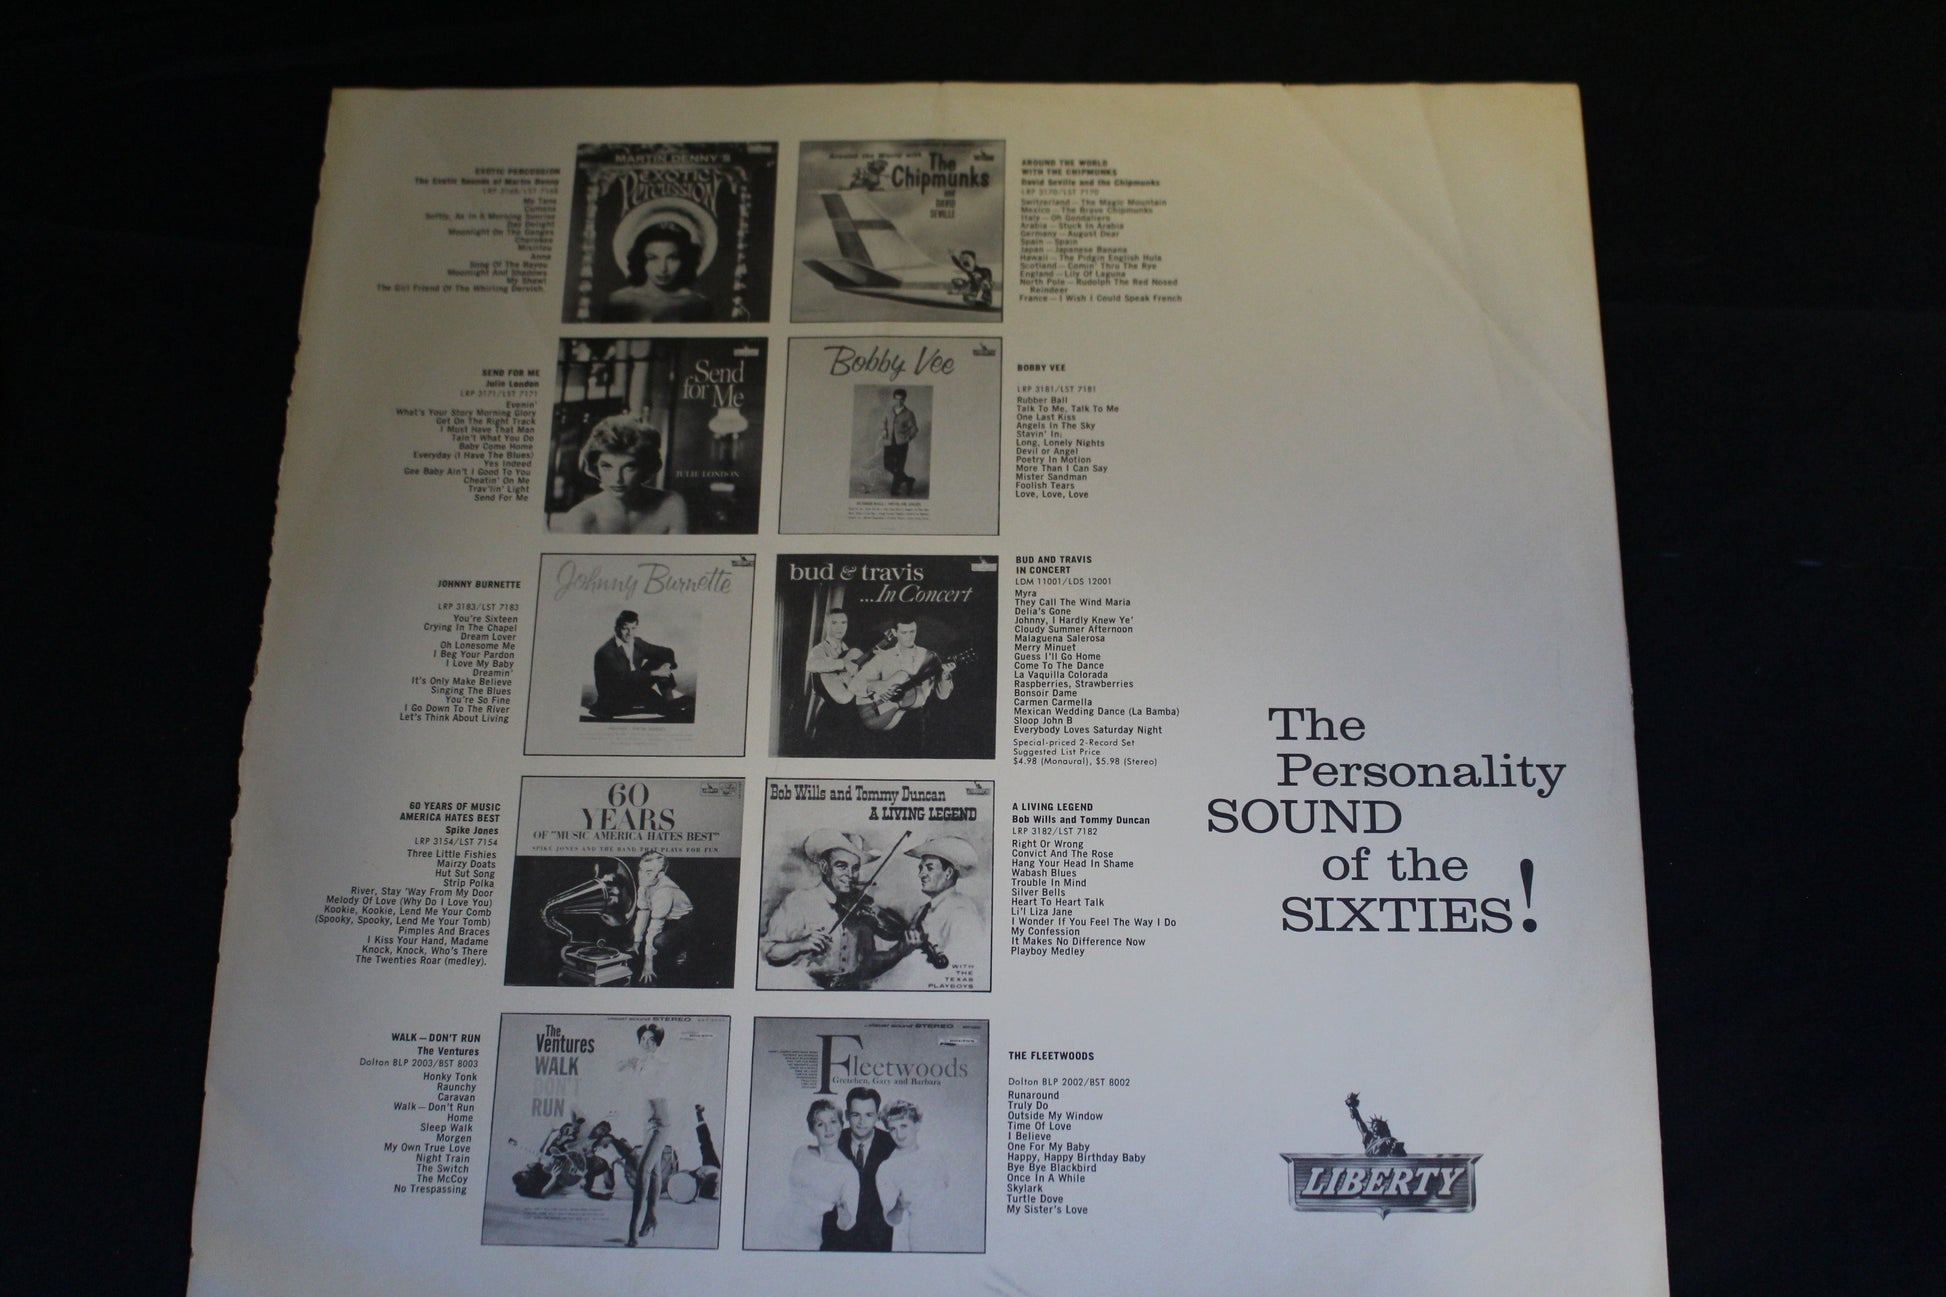 EXOTIC PERCUSSION
The Exotic Sounds of Martin Denny
LRP 3168/LST 7168
My Tane
Cumana
Softly, As In A Morning Sunrise
Bay Delight
Moonlight On The Ganges
Cherokee
Misirlou
Anna
Song Of The Bayou
Moonlight And Shadows
My Shawl
The Girl Friend Of The Whirling Dervish.
MARTIN DENNY'S
EXOTIC
PERCUSSION
Around the World with
The
Chipmunks
and
DAVID
SEVILLE
AROUND THE WORLD
WITH THE CHIPMUNKS
David Seville and the Chipmunks
LRP 3170/LST 7170
Switzerland — The Magic Mountain
Mexico — The Brave Chipmunks
Italy — Oh Gondaliero
Arabia — Stuck In Arabia
Germany — August Dear
Spain — Spain
Japan — Japanese Banana
Hawaii — The Pidgin English Hula
Scotland — Comin' Thru The Rye
England — Lily Of Laguna
North Pole — Rudolph The Red Nosed
Reindeer
France — I Wish I Could Speak French
SEND FOR ME
Julie London
LRP 3171/LST 7171
Evenin'
What's Your Story Morning Glory
Get On The Right Track
I Must Have That Man
Tain't What You Do
Baby Come Home
Everyday (I Have The Blues)
Yes Indeed
Gee Baby Ain't I Good To You
Cheatin' On Me
Trav'lin' Light
Send For Me
Send
for Me
JULIE LONDON
Bobby Vee
BOBBY VEE
LRP 3181/LST 7181
Rubber Ball
Talk To Me, Talk To Me
One Last Kiss
Angels In The Sky
Stavin' In:
Long, Lonely Nights
Devil or Angel
Poetry In Motion
More Than I Can Say
Mister Sandman
Foolish Tears
Love, Love, Love
JOHNNY BURNETTE
LRP 3183/LST 7183
You're Sixteen
Crying In The Chapel
Dream Lover
Oh Lonesome Me
I Beg Your Pardon
I Love My Baby
Dreamin'
It's Only Make Believe
Singing The Blues
You're So Fine
I Go Down To The River
Let's Think About Living
Johnny Burnette
bud & travis
...In Concert
BUD AND TRAVIS
IN CONCERT
LDM 11001/LDS 12001
Myra
They Call The Wind Maria
Delia's Gone
Johnny, I Hardly Knew Ye'
Cloudy Summer Afternoon
Malaguena Salerosa
Merry Minuet
Guess I'll Go Home
Come To The Dance
La Vaquilla Colorada
Raspberries, Strawberries
Bonsoir Dame
Carmen Carmella
Mexican Wedding Dance (La Bamba)
Sloop John B
Everybody Loves Saturday Night
Special-priced 2-Record Set
Suggested List Price
$4.98 (Monaural), $5.98 (Stereo)
60 YEARS OF MUSIC
AMERICA HATES BEST
Spike Jones
LRP 3154/LST 7154
Three Little Fishies
Mairzy Doats
Hut Sut Song
Strip Polka
River, Stay 'Way From My Door
Melody Of Love (Why Do I Love You)
Kookie, Kookie, Lend Me Your Comb
(Spooky, Spooky, Lend Me Your Tomb)
Pimples And Braces
I Kiss Your Hand, Madame
Knock, Knock, Who's There
The Twenties Roar (medley).
60
YEARS
OF "MUSIC AMERICA HATES BEST"
SPIKE JONES AND THE BAND THAT PLAYS FOR FUN
Bob Wills and Tommy Duncan
A LIVING LEGEND
WITH
THE
TEXAS
PLAYBOYS
A LIVING LEGEND
Bob Wills and Tommy Duncan
LRP 3182/LST 7182
Right Or Wrong
Convict And The Rose
Hang Your Head In Shame
Wabash Blues
Trouble In Mind
Silver Bells
Heart To Heart Talk
Li'l Liza Jane
I Wonder If You Feel The Way I Do
My Confession
It Makes No Difference Now
Playboy Medley
WALK — DON'T RUN
The Ventures
Dolton BLP 2003/BST 8003
Honky Tonk
Raunchy
Caravan
Walk — Don't Run
Home
Sleep Walk
Morgen
My Own True Love
Night Train
The Switch
The McCoy
No Trespassing
STEREO
The
Ventures
WALK
DON'T
RUN
STEREO
Fleetwoods
Gretchen, Gary and Barbara
THE FLEETWOODS
Dolton BLP 2002/BST 8002
Runaround
Truly Do
Outside My Window
Time Of Love
I Believe
One For My Baby
Happy, Happy Birthday Baby
Bye Bye Blackbird
Once In A While
Skylark
Turtle Dove
My Sister's Love
The
Personality
SOUND
of the
SIXTIES!
LIBERTY